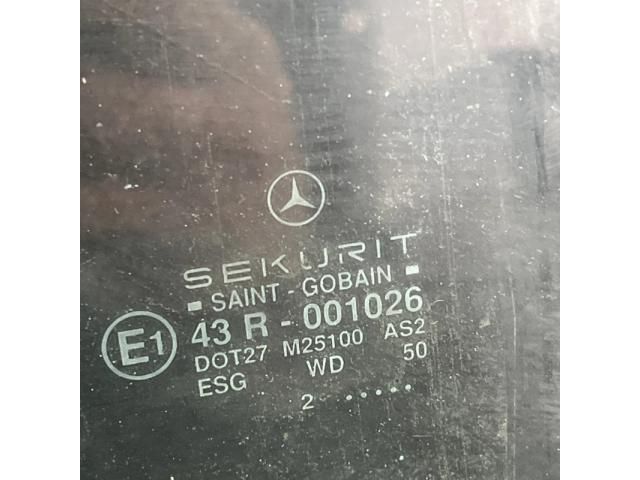 SEKURIT
SAINT - GOBAIN
E1 43 R - 001026
DOT27 M25100 AS2
ESG WD 50
2 .....